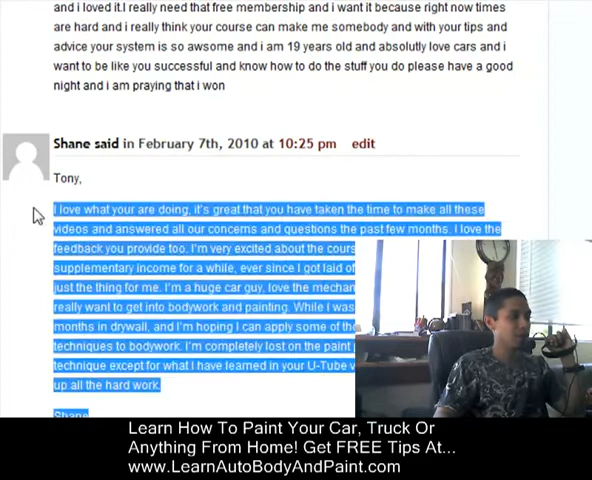 and i loved it.I really need that free membership and i want it because right now times
are hard and i really think your course can make me somebody and with your tips and
advice your system is so awsome and i am 19 years old and absolutly love cars and i
want to be like you successful and know how to do the stuff you do please have a good
night and i am praying that i won
Shane said in February 7th, 2010 at 10:25 pm edit
Tony,
I love what your are doing, it's great that you have taken the time to make all these
videos and answered all our concerns and questions the past few months. I love the
feedback you provide too. I'm very excited about the cours
supplementary income for a while, ever since I got laid of
just the thing for me. I'm a huge car guy, love the mechan
really want to get into bodywork and painting. While I was
months in drywall, and I'm hoping I can apply some of the
techniques to bodywork. I'm completely lost on the paint
technique except for what I have learned in your U-Tube v
up all the hard work.
Shane
Learn How To Paint Your Car, Truck Or
Anything From Home! Get FREE Tips At...
www.LearnAutoBodyAndPaint.com